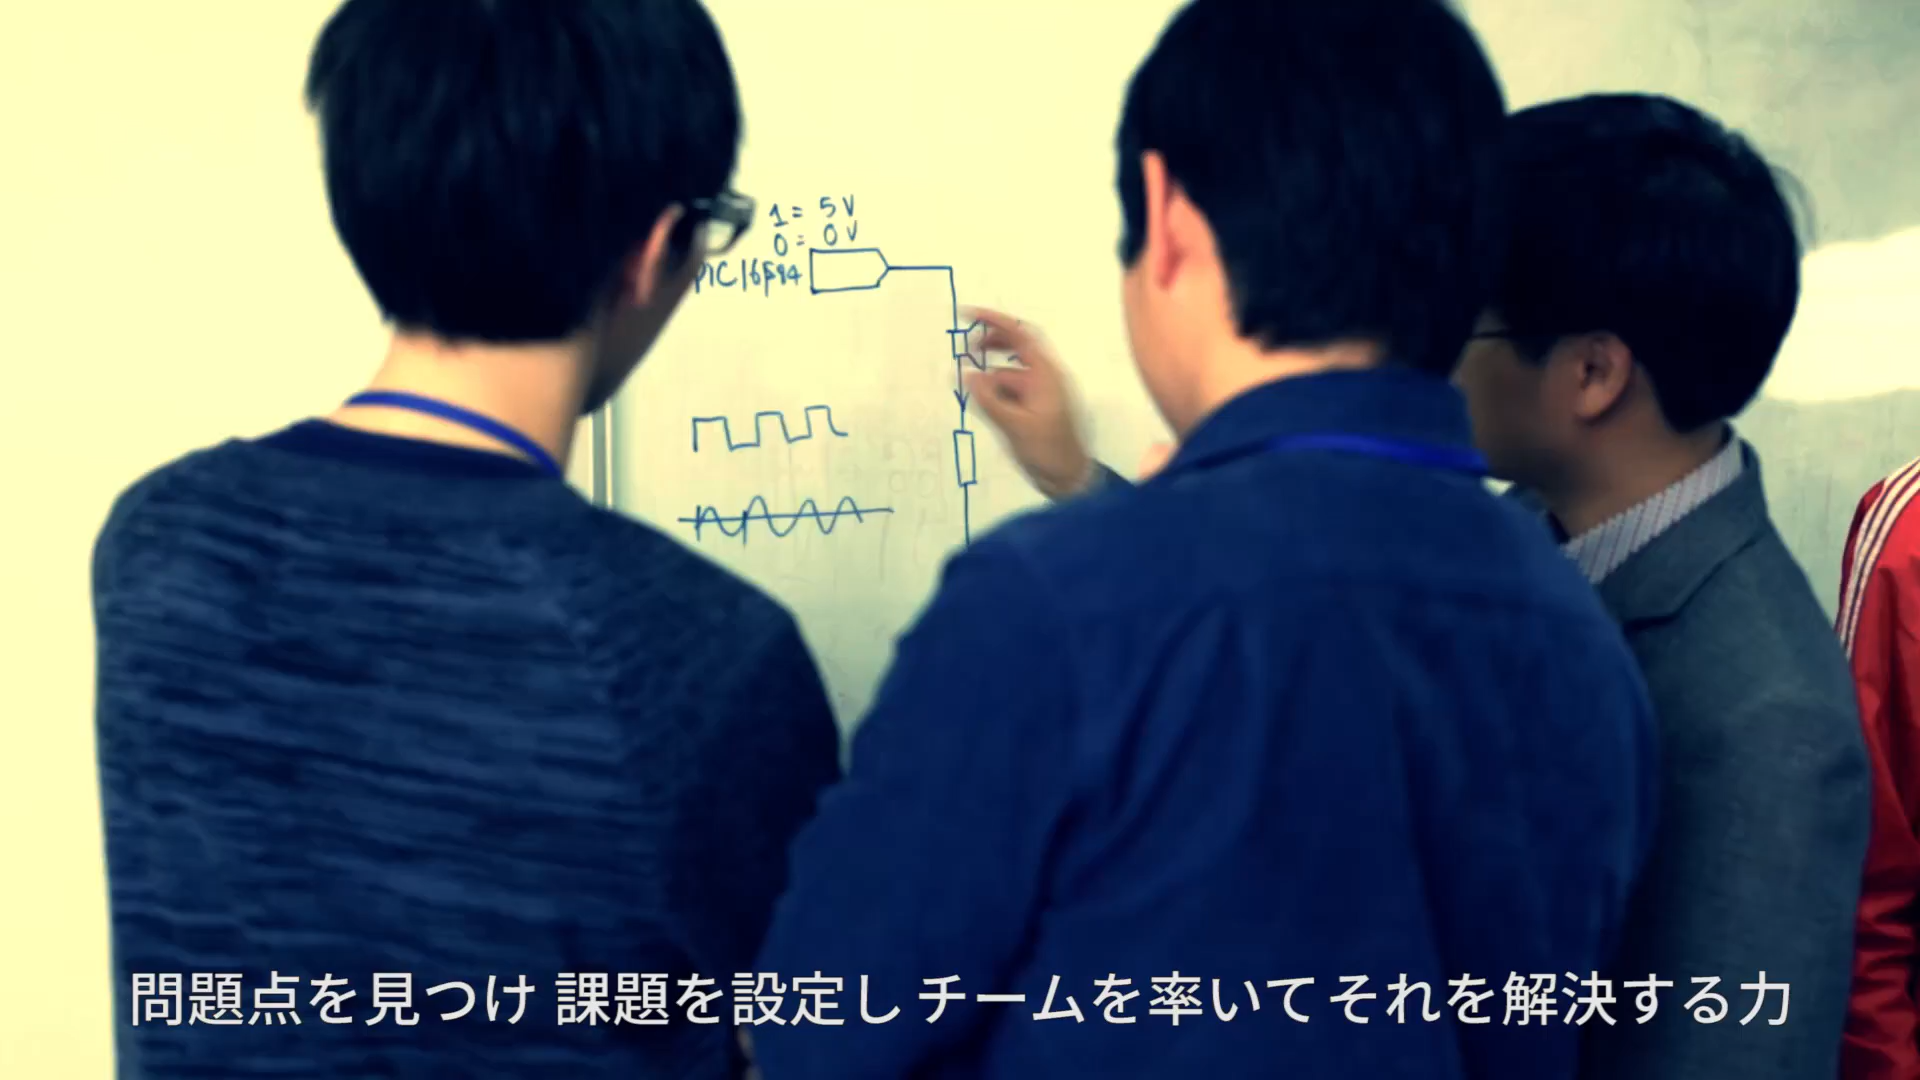 1 = 5V
0 = 0V
PIC16F84
問題点を見つけ 課題を設定し チームを率いて それを解決する力